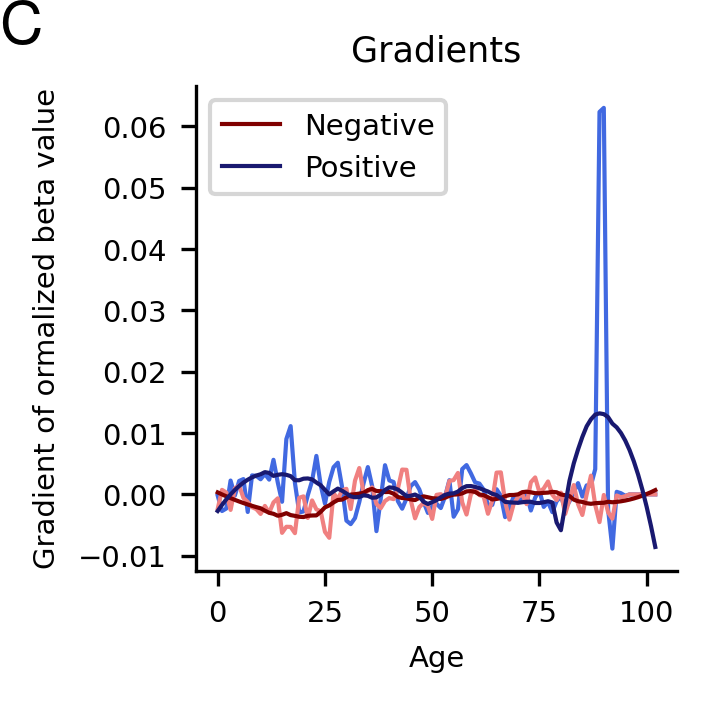 C
Gradients
Gradient of ormalized beta value
0.06
0.05
0.04
0.03
0.02
0.01
0.00
−0.01
Negative
Positive
0 25 50 75 100
Age